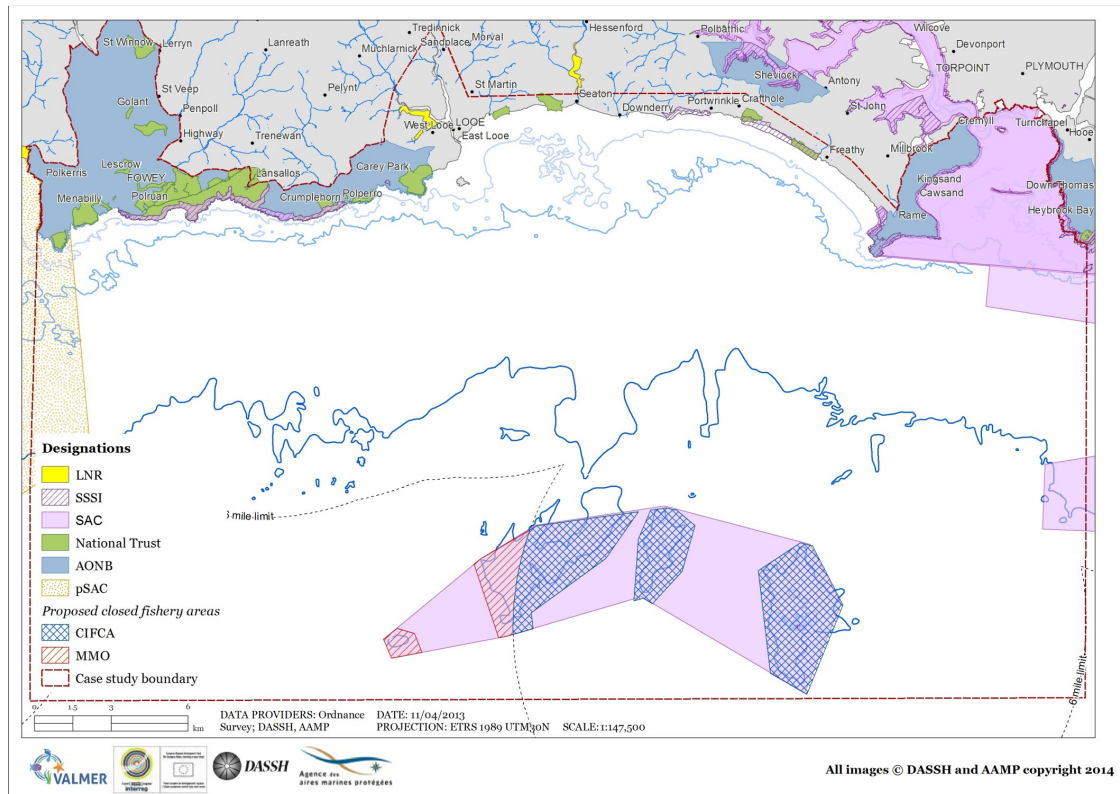 Tredinnick
Hessenford
Wilcove
Polbathic
St Winnow
Lerryn
Lanreath
Muchlarnick
Sandplace
Morval
Devonport
TORPOINT
PLYMOUTH
Sheviock
Antony
St Veep
Golant
Penpoll
Pelynt
St Martin
Seaton
Downderry
Portwrinkle
Crafthole
St John
Cremyll
Turnchapel
Hooe
Highway
Trenewan
West Looe
LOOE
East Looe
Freathy
Millbrook
Polkerris
Lescrow
FOWEY
Lansallos
Carey Park
Kingsand
Cawsand
Down Thomas
Menabilly
Polruan
Crumplehorn
Polperro
Rame
Heybrook Bay
Designations
LNR
SSSI
SAC
National Trust
AONB
pSAC
Proposed closed fishery areas
CIFCA
MMO
Case study boundary
3 mile limit
6 mile limit
0 1.5 3 6
km
DATA PROVIDERS: Ordnance
Survey; DASSH, AAMP
DATE: 11/04/2013
PROJECTION: ETRS 1989 UTM30N SCALE:1:147,500
VALMER
interreg
DASSH
Agence des
aires marines protégées
All images © DASSH and AAMP copyright 2014